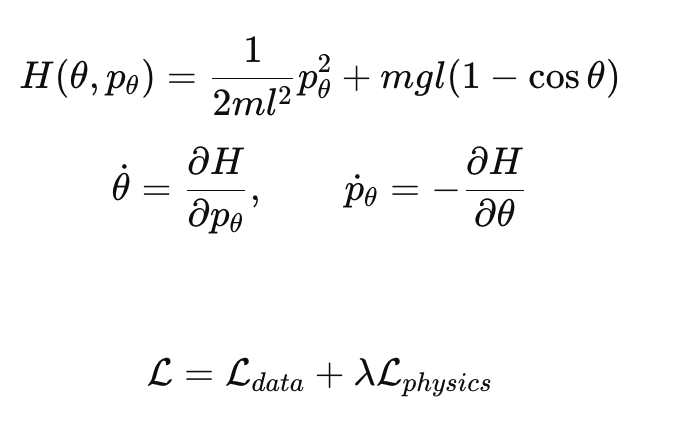 H(θ, p_θ) = \frac{1}{2ml^2} p_θ^2 + mgl(1 − cos θ)
\dot{θ} = \frac{∂H}{∂p_θ}, \dot{p}_θ = −\frac{∂H}{∂θ}
ℒ = ℒ_{data} + λℒ_{physics}